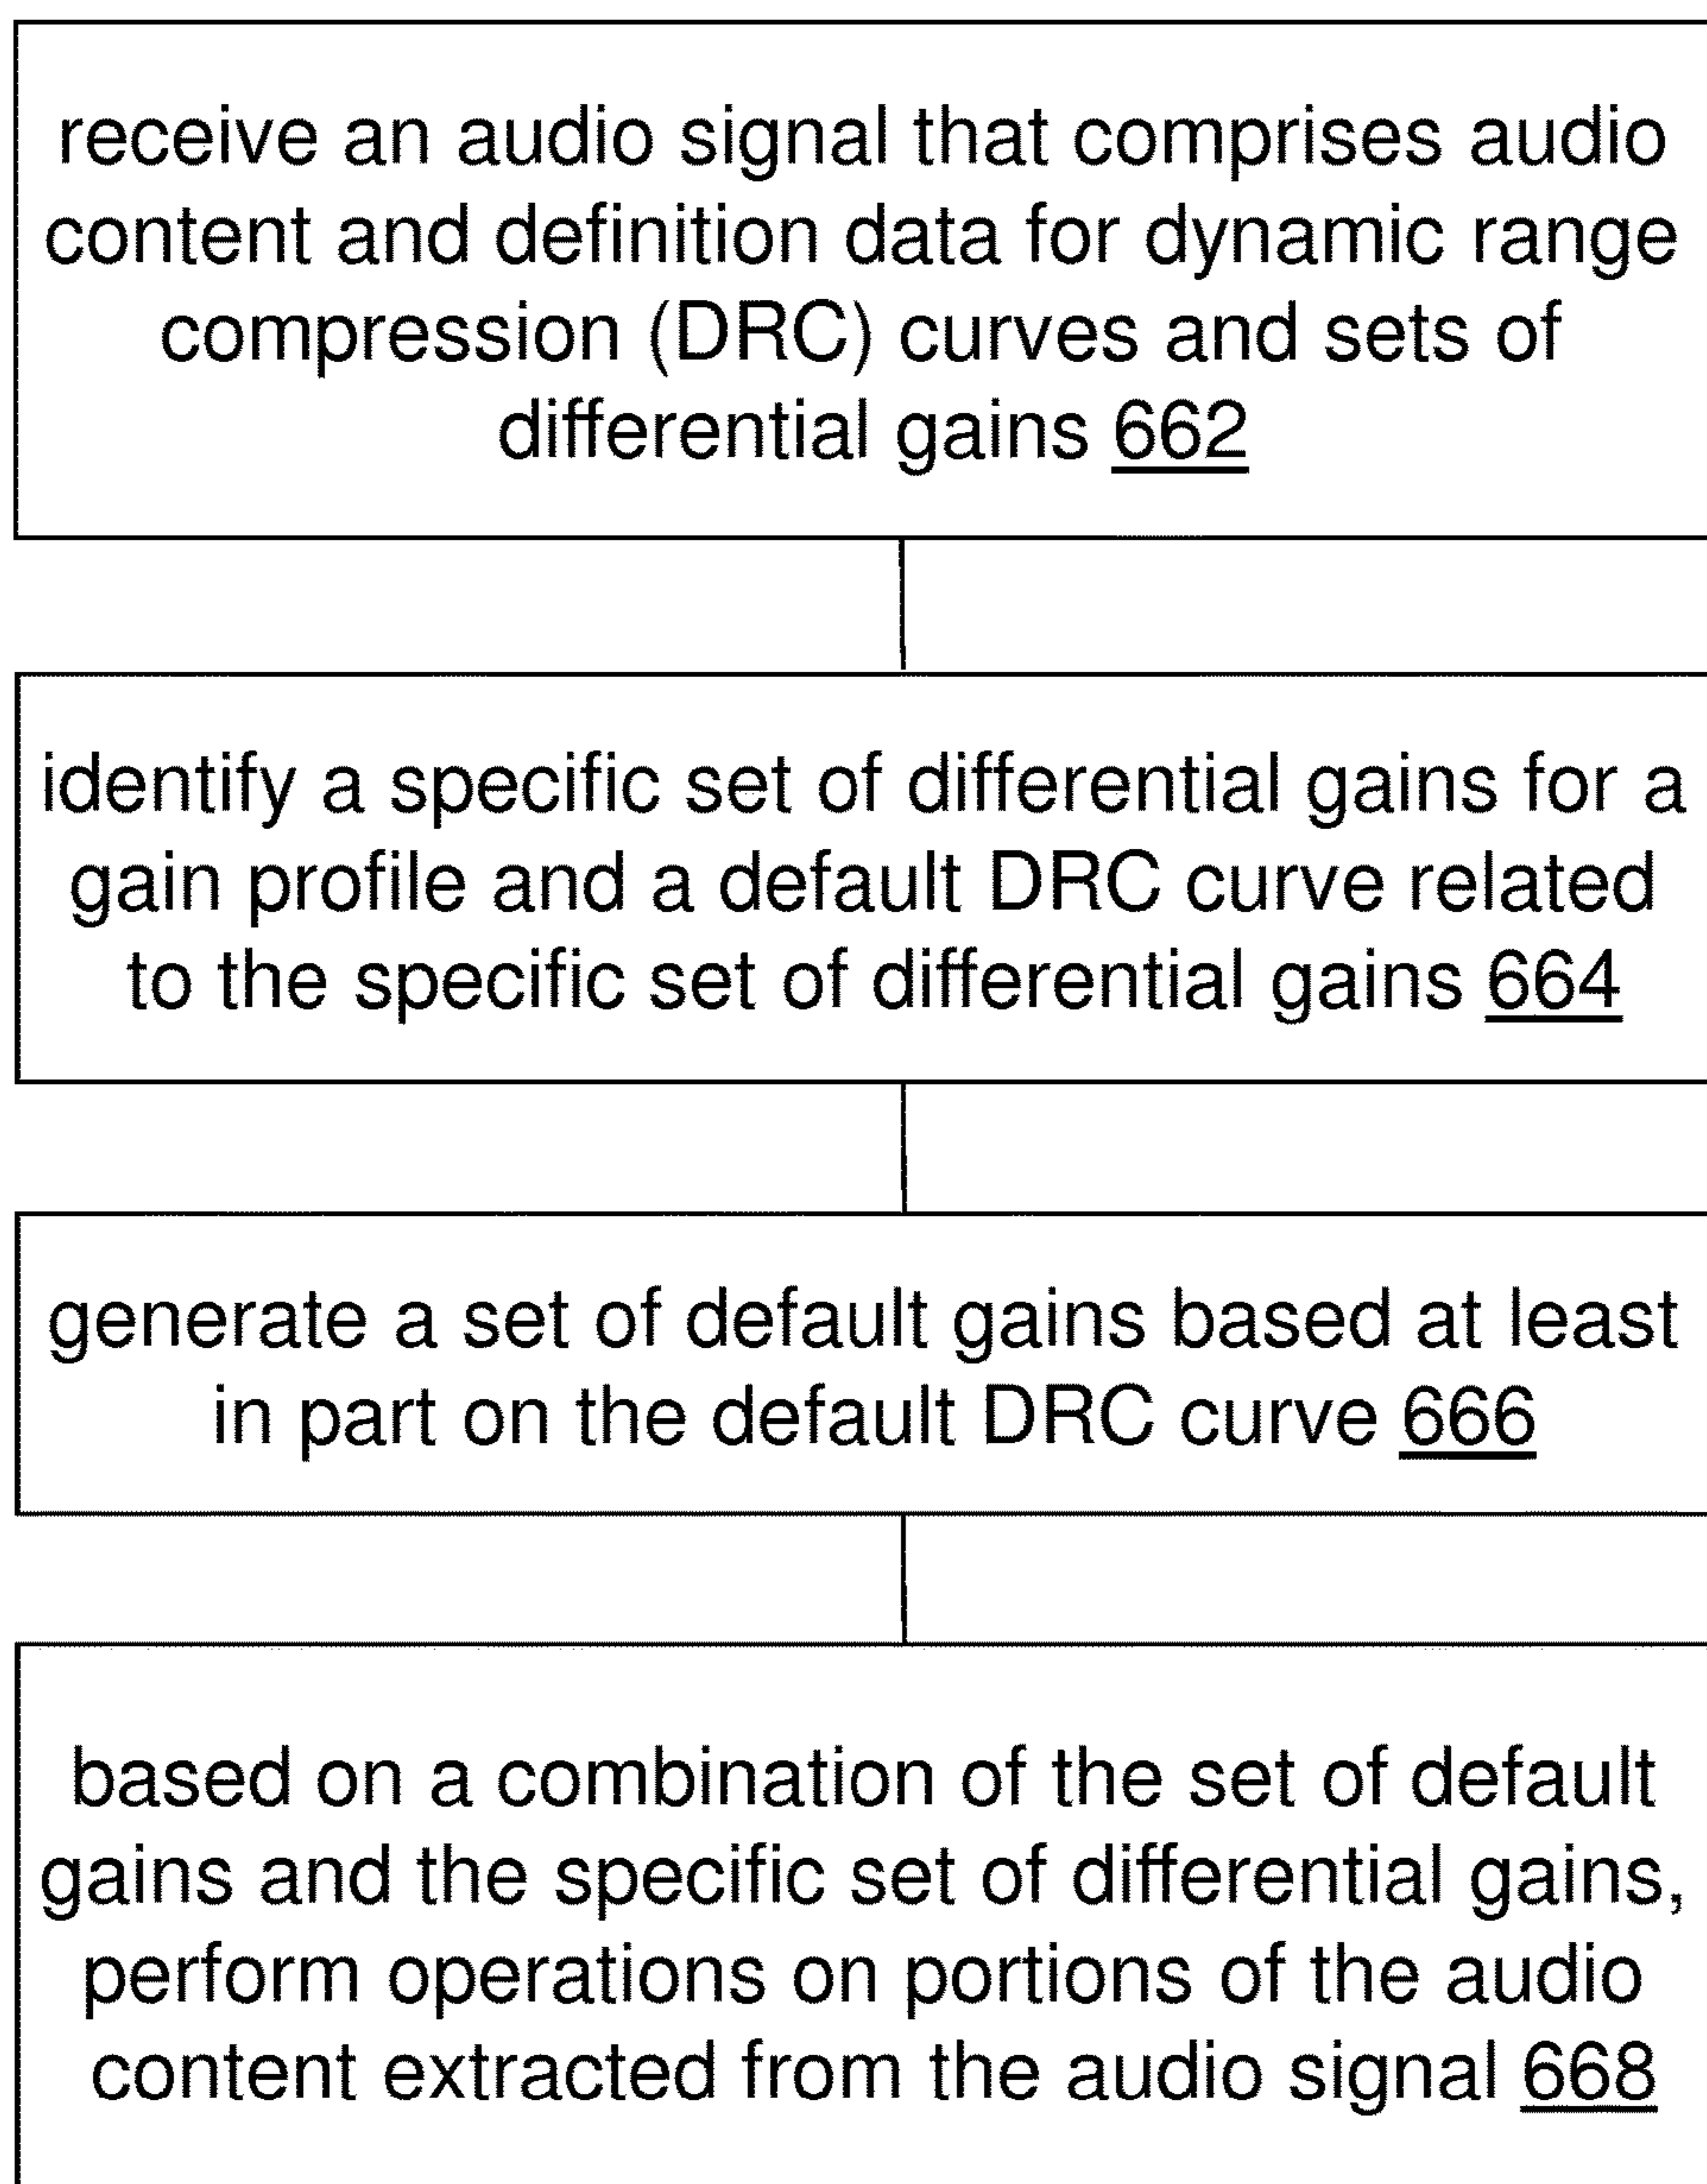 receive an audio signal that comprises audio
content and definition data for dynamic range
compression (DRC) curves and sets of
differential gains 662
identify a specific set of differential gains for a
gain profile and a default DRC curve related
to the specific set of differential gains 664
generate a set of default gains based at least
in part on the default DRC curve 666
based on a combination of the set of default
gains and the specific set of differential gains,
perform operations on portions of the audio
content extracted from the audio signal 668